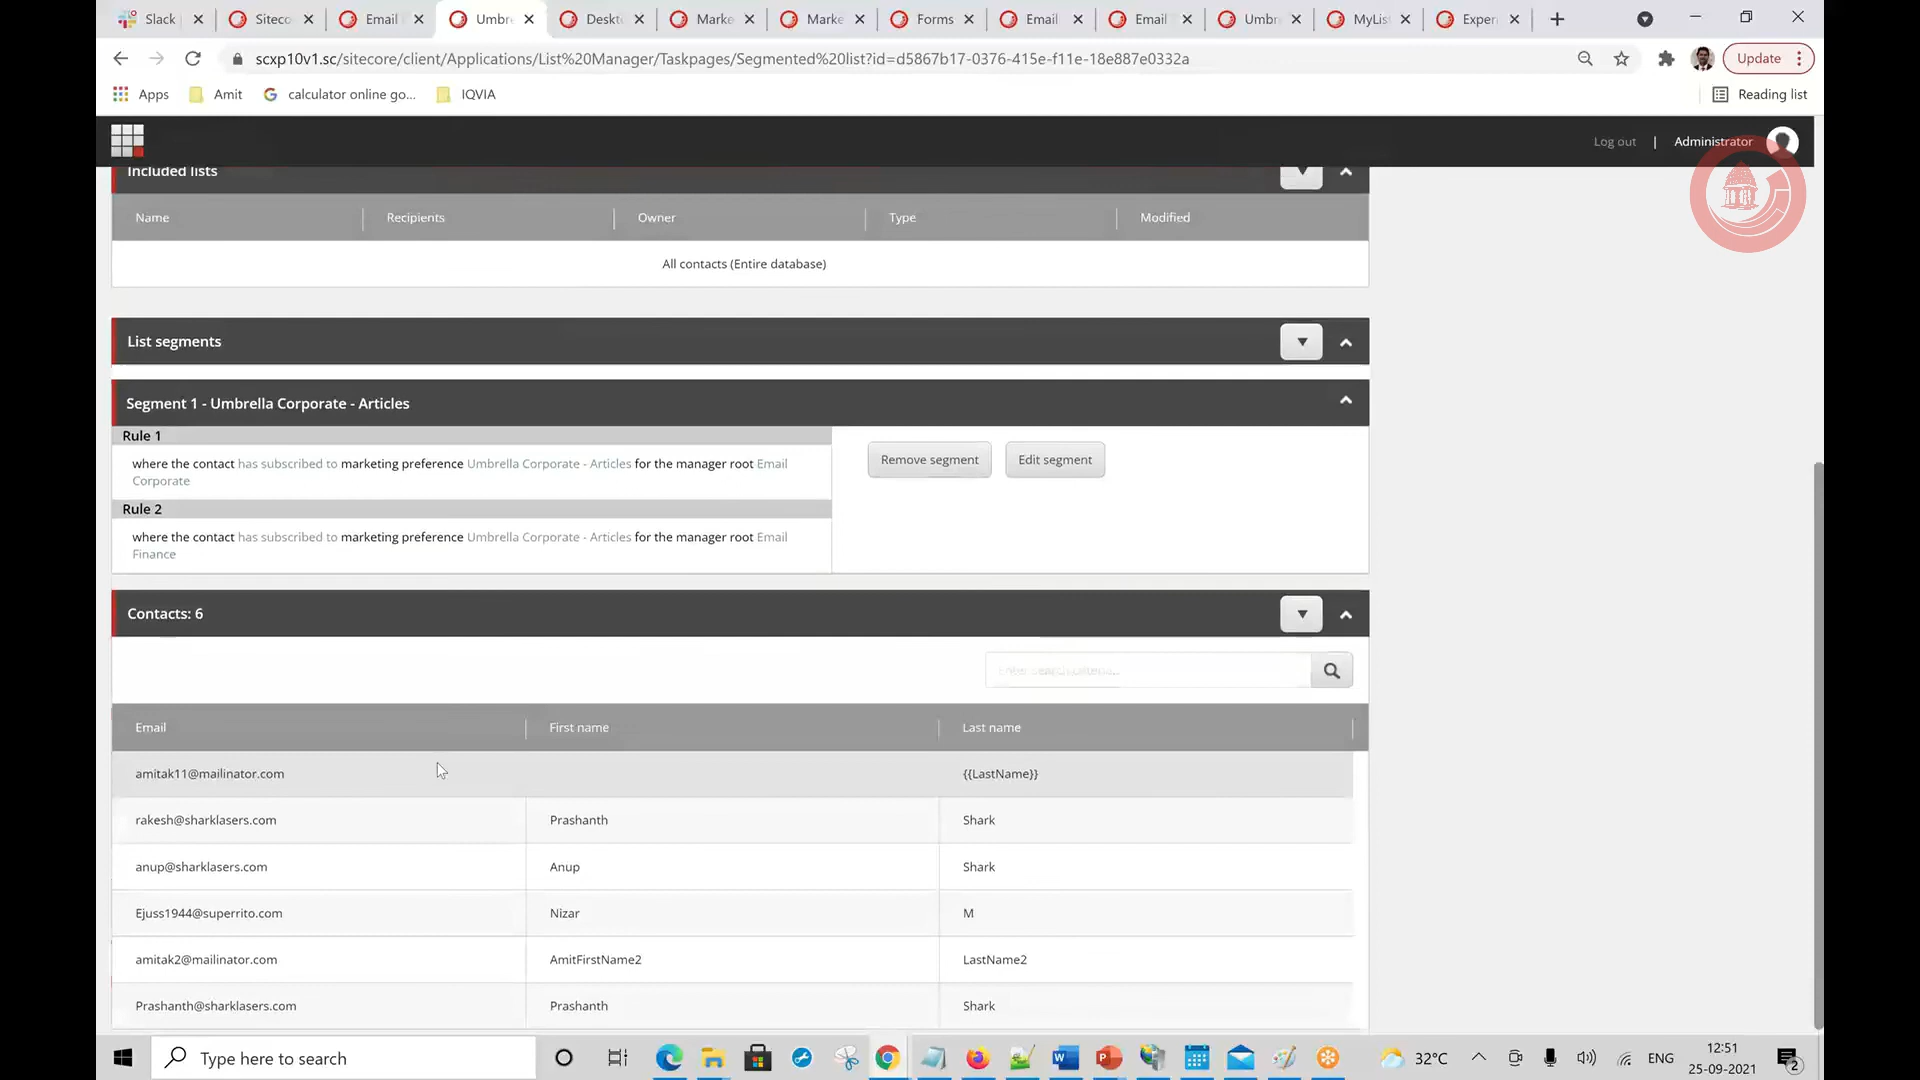 Slack
Siteco
Email
Umbr
Deskt
Marke
Marke
Forms
Email
Email
Umbr
MyLis
Exper
scxp10v1.sc/sitecore/client/Applications/List%20Manager/Taskpages/Segmented%20list?id=d5867b17-0376-415e-f11e-18e887e0332a
Update
Apps
Amit
calculator online go...
IQVIA
Reading list
Log out | Administrator
Included lists
Name Recipients Owner Type Modified
All contacts (Entire database)
List segments
Segment 1 - Umbrella Corporate - Articles
Rule 1
where the contact has subscribed to marketing preference Umbrella Corporate - Articles for the manager root Email
Corporate
Remove segment
Edit segment
Rule 2
where the contact has subscribed to marketing preference Umbrella Corporate - Articles for the manager root Email
Finance
Contacts: 6
Email First name Last name
amitak11@mailinator.com {{LastName}}
rakesh@sharklasers.com Prashanth Shark
anup@sharklasers.com Anup Shark
Ejuss1944@superrito.com Nizar M
amitak2@mailinator.com AmitFirstName2 LastName2
Prashanth@sharklasers.com Prashanth Shark
Type here to search
32°C
ENG
12:51
25-09-2021
2